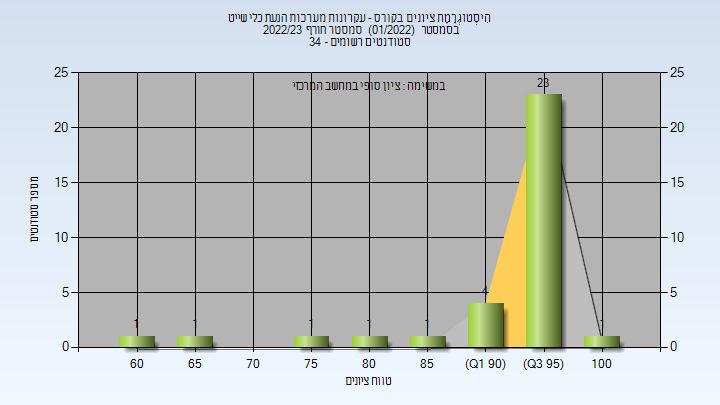 היסטוגרמת ציונים בקורס - עקרונות מערכות הנעת כלי שייט
בסמסטר (01/2022) סמסטר חורף 2022/23
סטודנטים רשומים - 34
במשימה : ציון סופי במחשב המרכזי
25 25
20 20
15 15
10 10
5 5
0 0
מספר סטודנטים
1 1 1 1 1 4 23 1
60 65 70 75 80 85 (Q1 90) (Q3 95) 100
טווח ציונים